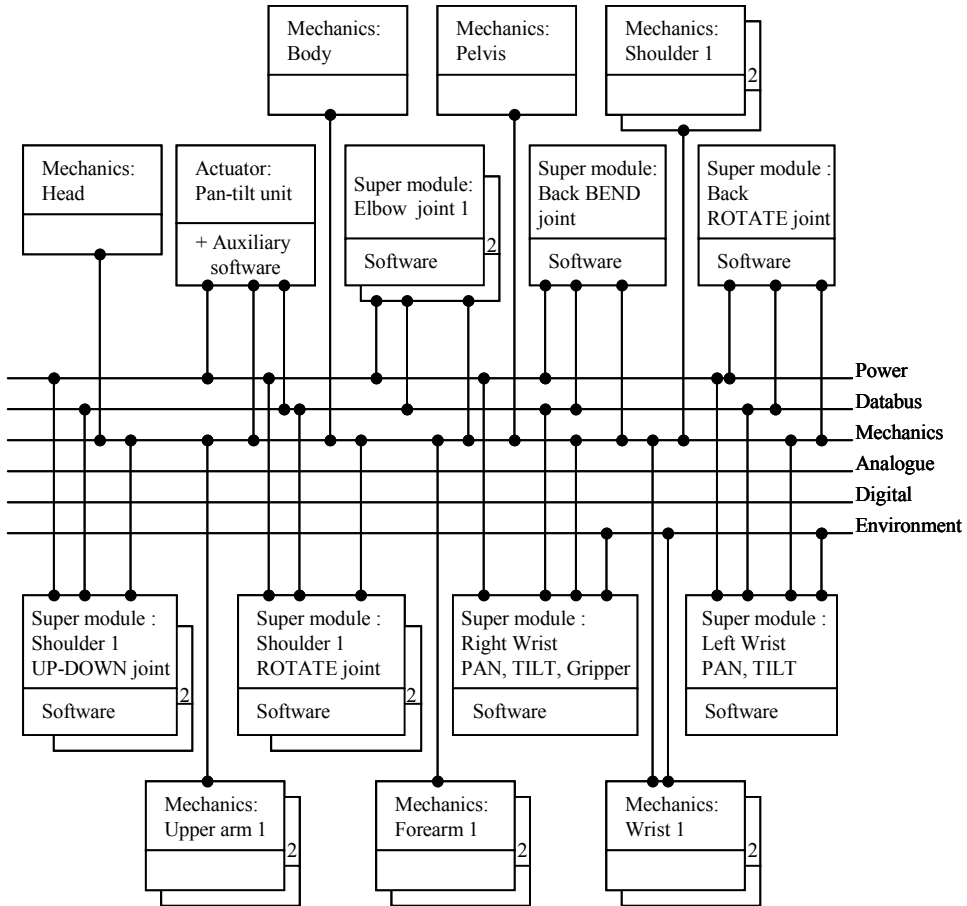 Mechanics:
Body
Mechanics:
Pelvis
Mechanics:
Shoulder 1
2
Mechanics:
Head
Actuator:
Pan-tilt unit
+ Auxiliary
software
Super module:
Elbow joint 1
Software
2
Super module:
Back BEND
joint
Software
Super module :
Back
ROTATE joint
Software
Power
Databus
Mechanics
Analogue
Digital
Environment
Super module :
Shoulder 1
UP-DOWN joint
Software
2
Super module :
Shoulder 1
ROTATE joint
Software
2
Super module :
Right Wrist
PAN, TILT, Gripper
Software
Super module :
Left Wrist
PAN, TILT
Software
Mechanics:
Upper arm 1
2
Mechanics:
Forearm 1
2
Mechanics:
Wrist 1
2